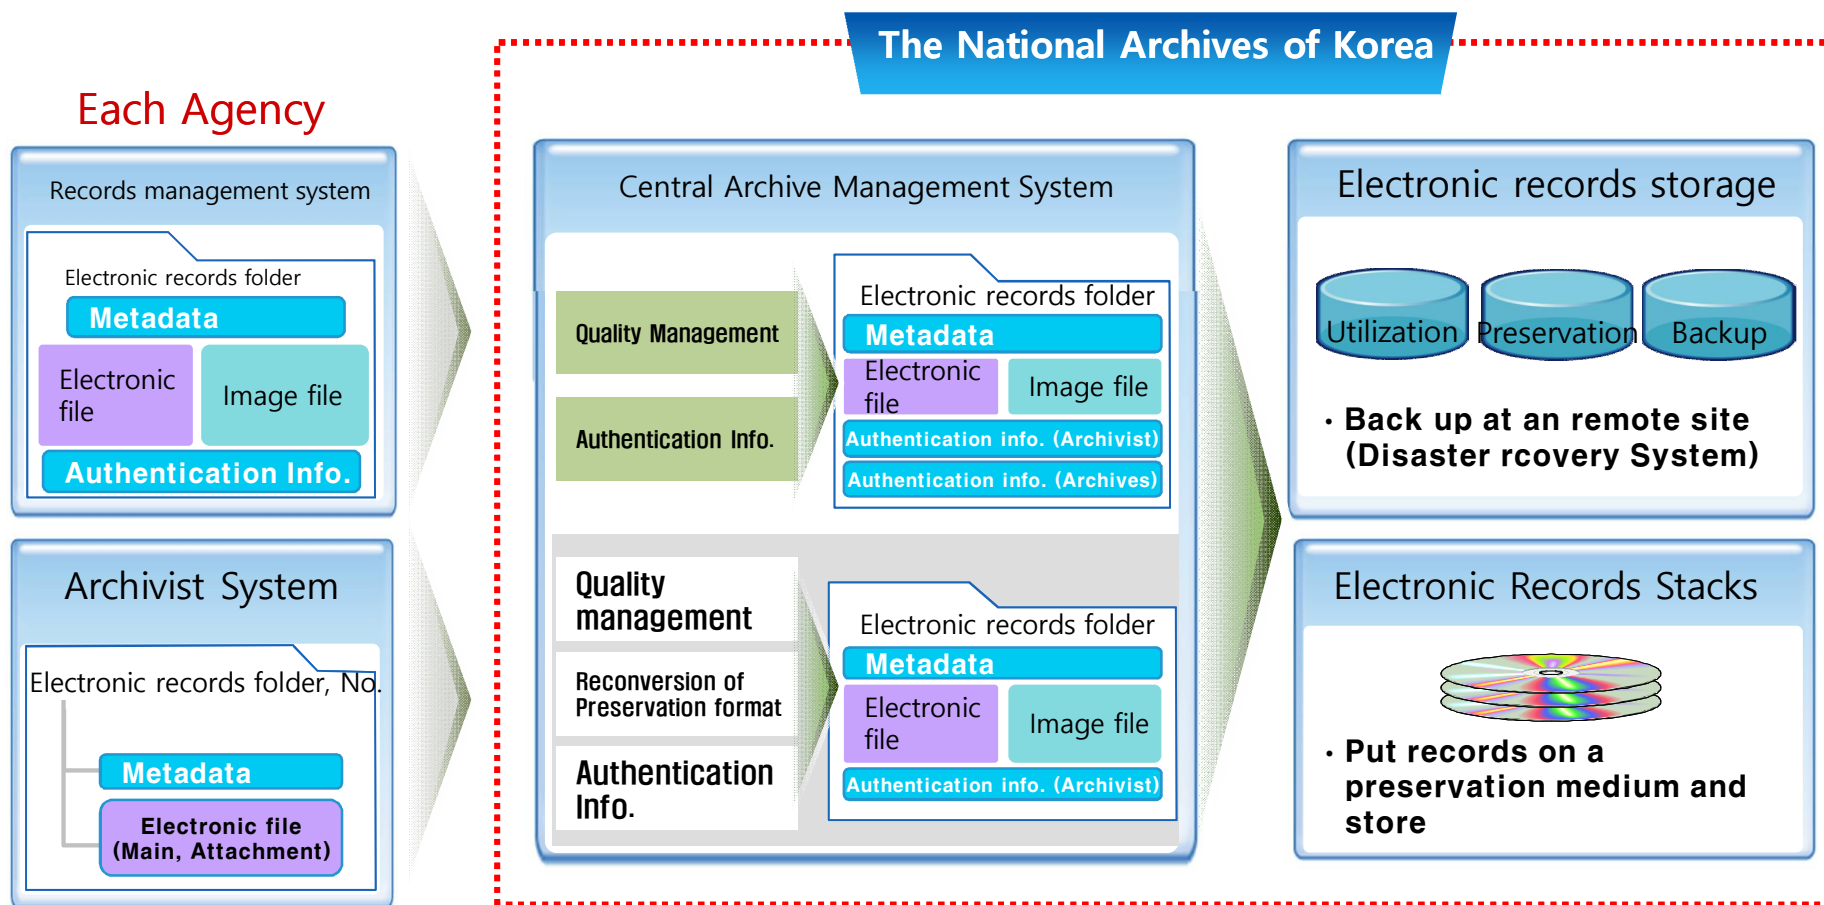 The National Archives of Korea
Each Agency
Records management system
Electronic records folder
Metadata
Electronic
file
Image file
Authentication Info.
Archivist System
Electronic records folder, No.
Metadata
Electronic file
(Main, Attachment)
Central Archive Management System
Quality Management
Authentication Info.
Electronic records folder
Metadata
Electronic
file
Image file
Authentication info. (Archivist)
Authentication info. (Archives)
Quality
management
Reconversion of
Preservation format
Authentication
Info.
Electronic records folder
Metadata
Electronic
file
Image file
Authentication info. (Archivist)
Electronic records storage
Utilization
Preservation
Backup
· Back up at an remote site
(Disaster rcovery System)
Electronic Records Stacks
· Put records on a
preservation medium and
store